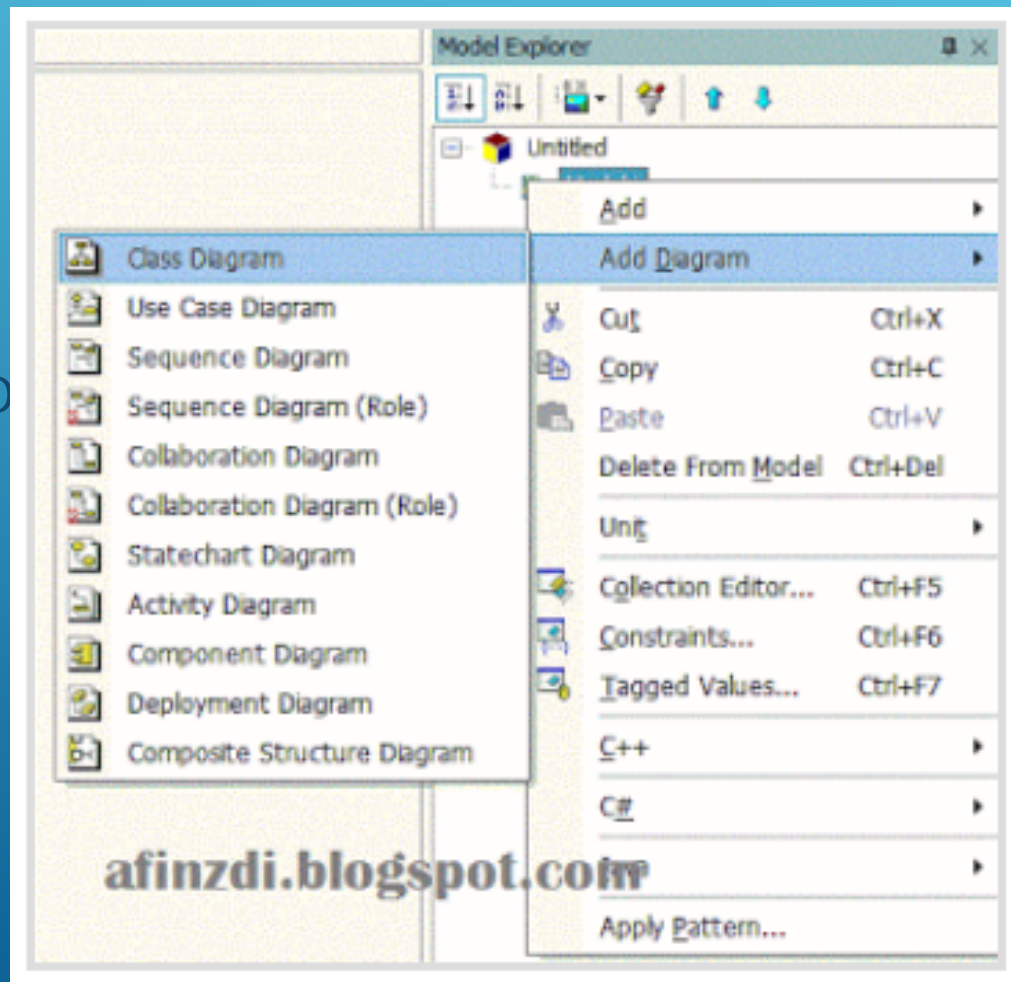 Model Explorer
Untitled
Add
Add Diagram
Cut Ctrl+X
Copy Ctrl+C
Paste Ctrl+V
Delete From Model Ctrl+Del
Unit
Collection Editor... Ctrl+F5
Constraints... Ctrl+F6
Tagged Values... Ctrl+F7
C++
C#
Apply Pattern...
Class Diagram
Use Case Diagram
Sequence Diagram
Sequence Diagram (Role)
Collaboration Diagram
Collaboration Diagram (Role)
Statechart Diagram
Activity Diagram
Component Diagram
Deployment Diagram
Composite Structure Diagram
afinzdi.blogspot.com